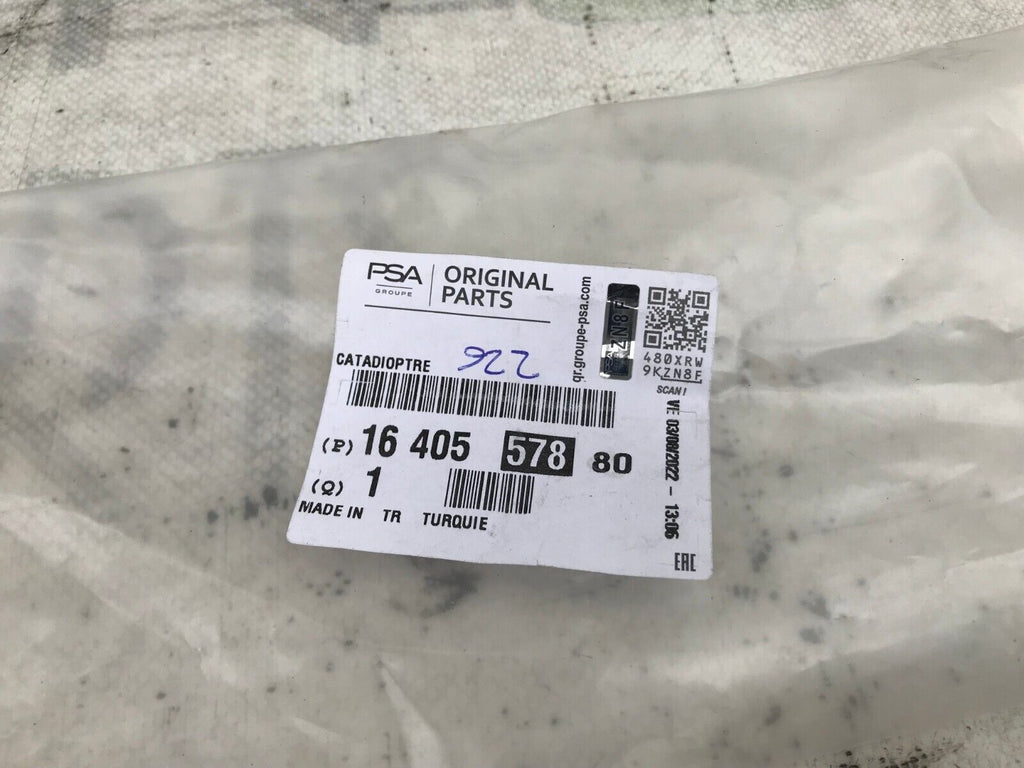 PSA
GROUPE
ORIGINAL
PARTS
qr.groupe-psa.com
480XRW
9KZN8F
SCAN !
CATADIOPTRE
(P) 16 405 578 80
(Q) 1
MADE IN TR TURQUIE
VE 03/08/2022 - 13:06
EAC